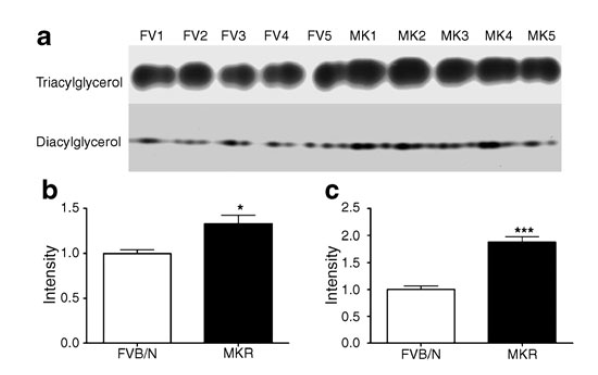 a
FV1 FV2 FV3 FV4 FV5 MK1 MK2 MK3 MK4 MK5
Triacylglycerol
Diacylglycerol
b
Intensity
1.5
*
1.0
0.5
0.0
FVB/N MKR
c
Intensity
2.5
2.0
***
1.5
1.0
0.5
0.0
FVB/N MKR